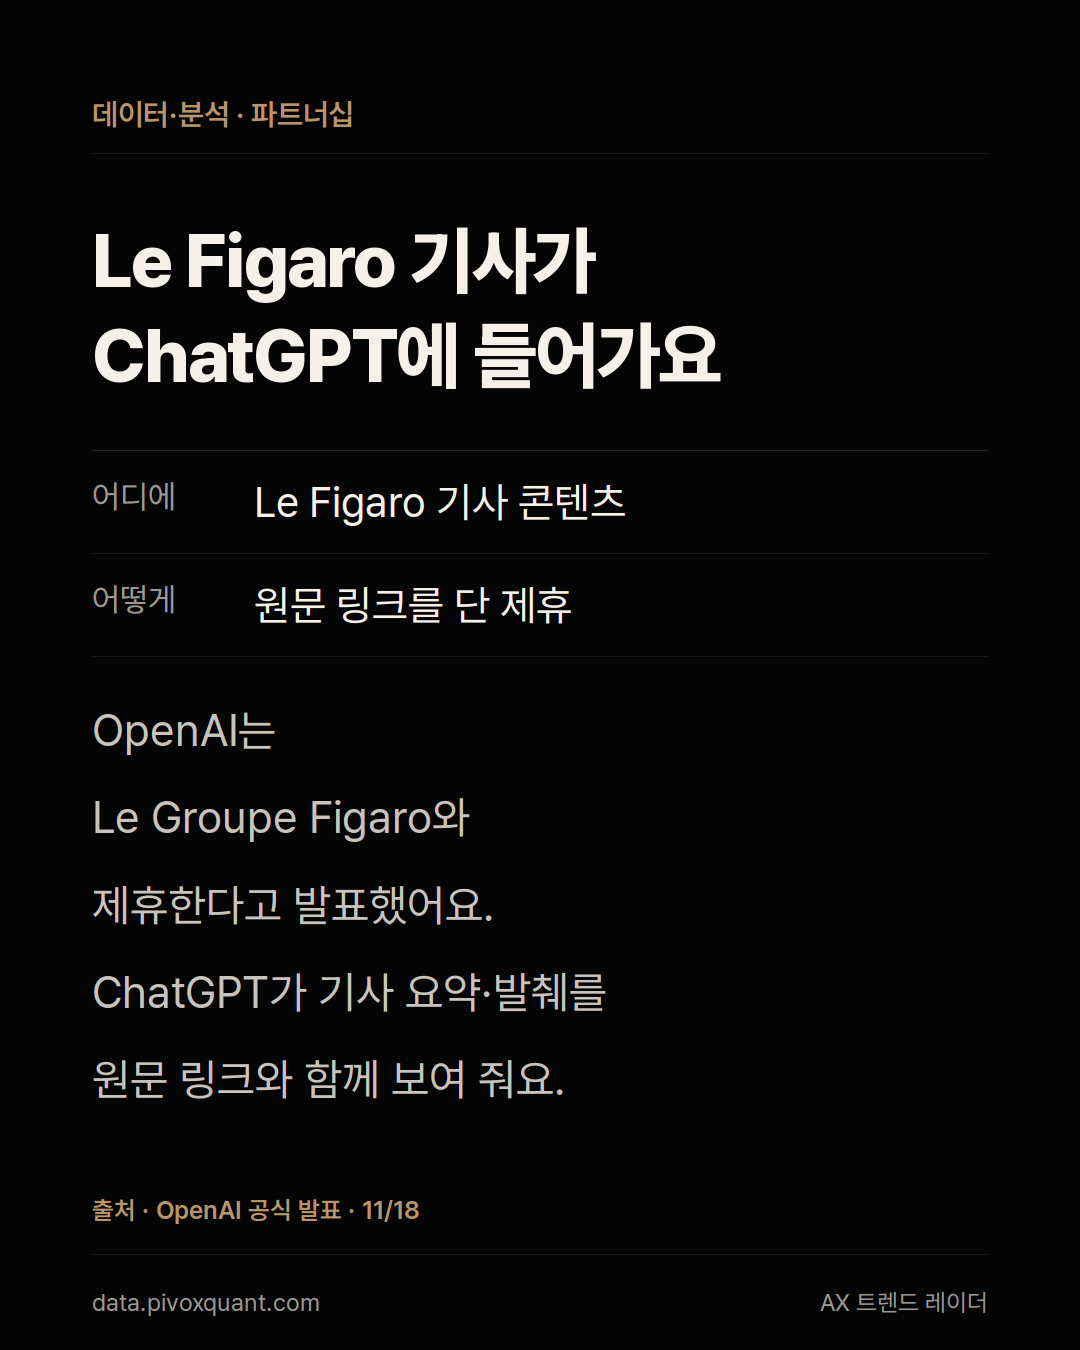 데이터·분석 · 파트너십
Le Figaro 기사가
ChatGPT에 들어가요
어디에 Le Figaro 기사 콘텐츠
어떻게 원문 링크를 단 제휴
OpenAI는
Le Groupe Figaro와
제휴한다고 발표했어요.
ChatGPT가 기사 요약·발췌를
원문 링크와 함께 보여 줘요.
출처 · OpenAI 공식 발표 · 11/18
data.pivoxquant.com AX 트렌드 레이더